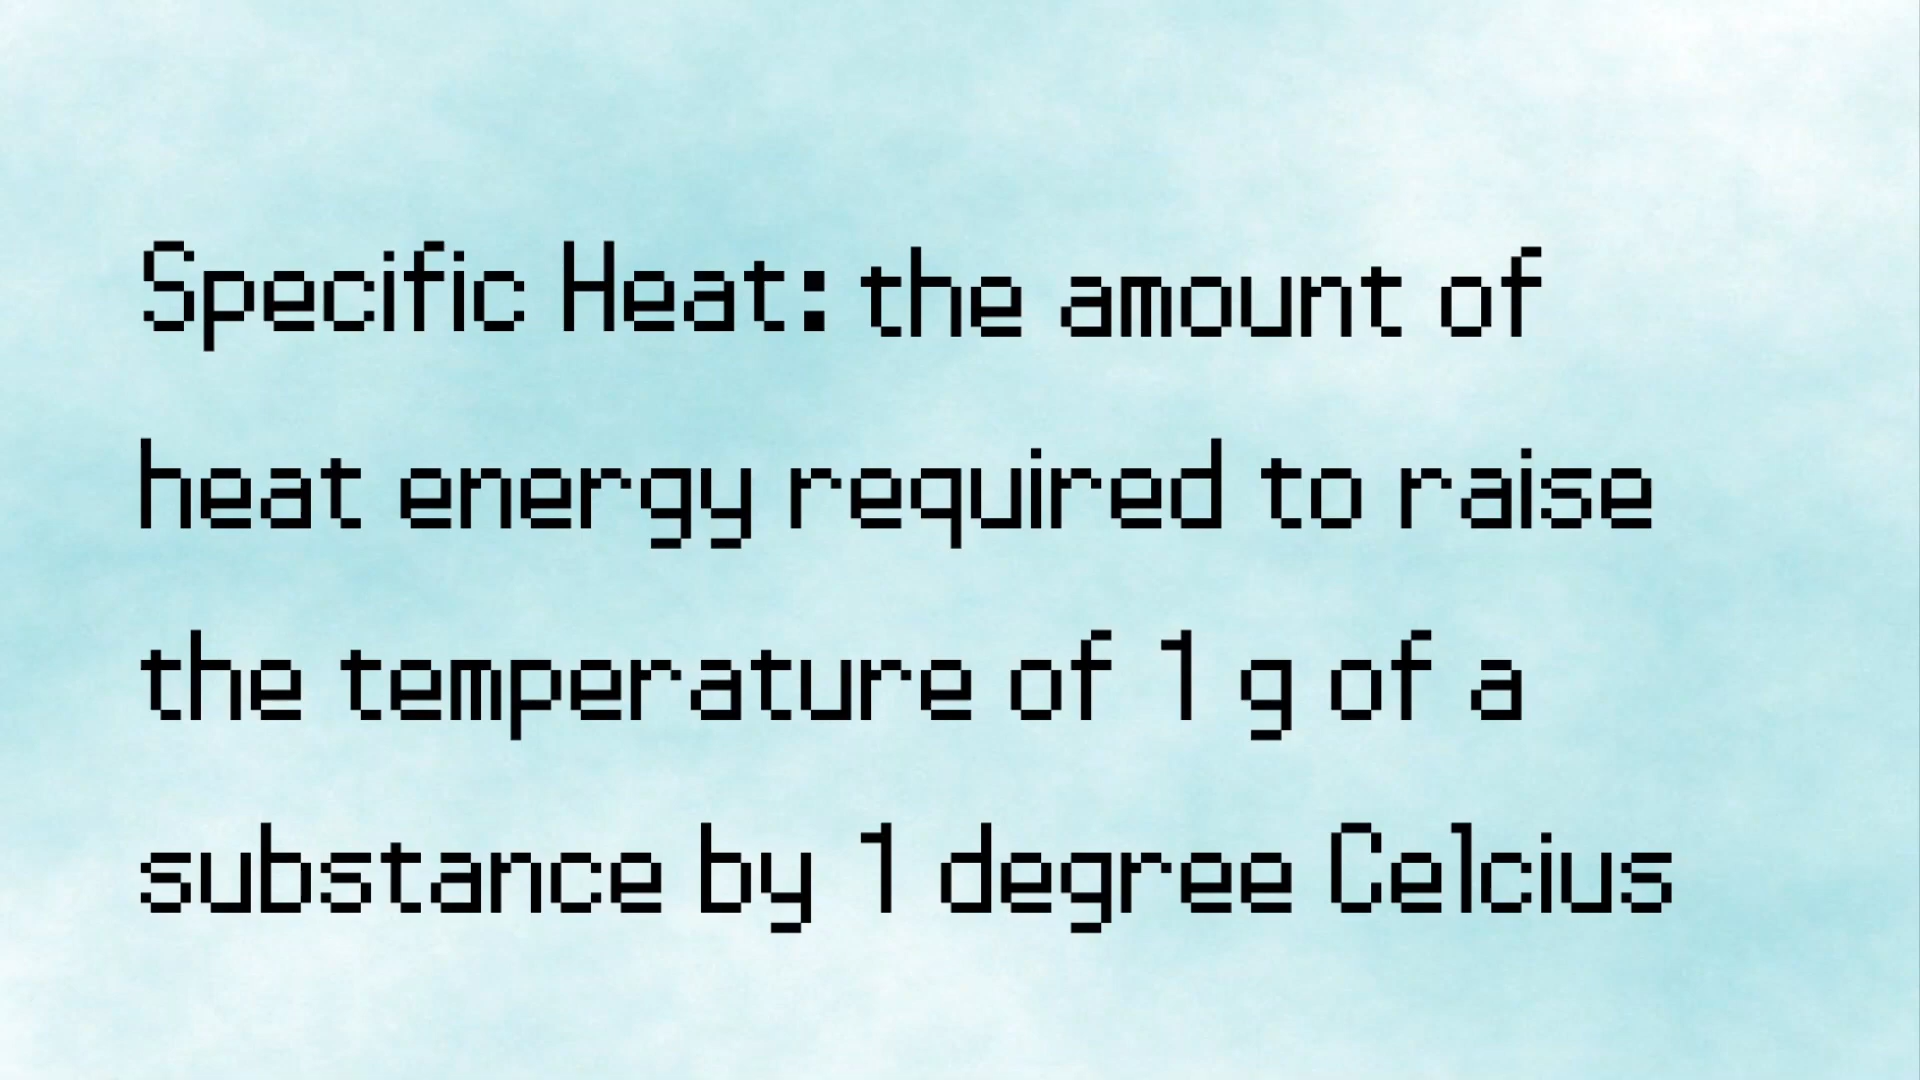 Specific Heat: the amount of
heat energy required to raise
the temperature of 1 g of a
substance by 1 degree Celcius